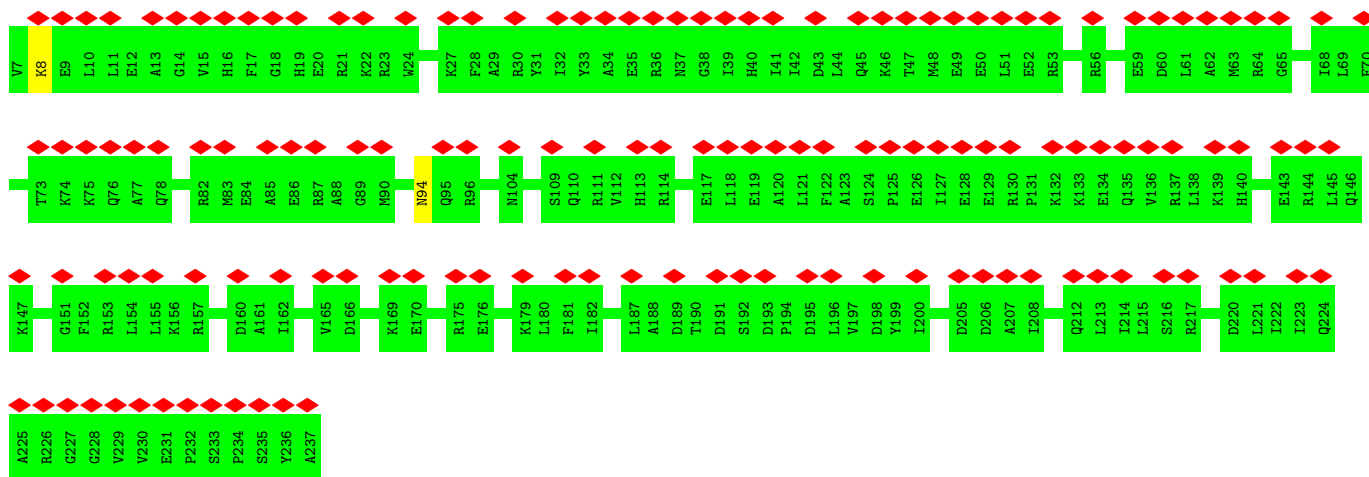 V7 K8 E9 L10 L11 E12 A13 G14 V15 H16 F17 G18 H19 E20 R21 K22 R23 W24 K27 F28 A29 R30 Y31 I32 Y33 A34 E35 R36 N37 G38 I39 H40 I41 I42 D43 L44 Q45 K46 T47 M48 E49 E50 L51 E52 R53 R56 E59 D60 L61 A62 M63 R64 G65 I68 L69 F70
T73 K74 K75 Q76 A77 Q78 R82 M83 E84 A85 E86 R87 A88 G89 M90 N94 Q95 R96 N104 S109 Q110 R111 V112 H113 R114 E117 L118 E119 A120 L121 F122 A123 S124 P125 E126 I127 E128 E129 R130 P131 K132 K133 E134 Q135 V136 R137 L138 K139 H140 E143 R144 L145 Q146
K147 G151 F152 R153 L154 L155 K156 R157 D160 A161 I162 V165 D166 K169 E170 R175 E176 K179 L180 F181 I182 L187 A188 D189 T190 D191 S192 D193 P194 D195 L196 V197 D198 Y199 I200 D205 D206 A207 I208 Q212 L213 I214 L215 S216 R217 D220 L221 I222 I223 Q224
A225 R226 G227 G228 V229 V230 E231 P232 S233 P234 S235 Y236 A237